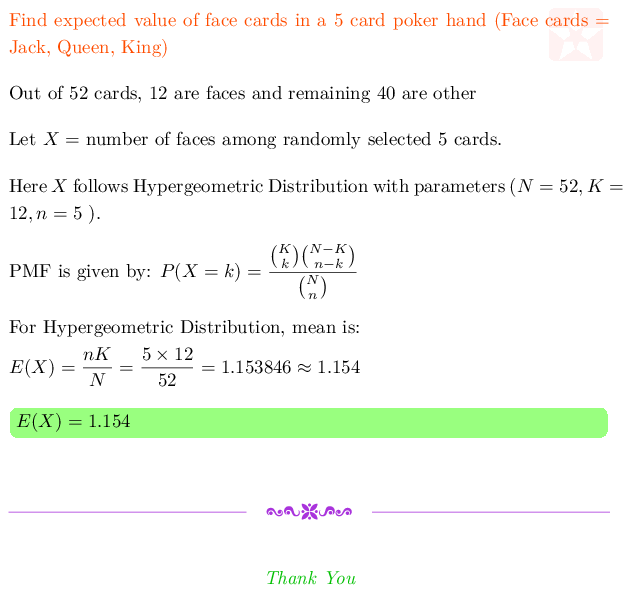 Find expected value of face cards in a 5 card poker hand (Face cards =
Jack, Queen, King)
Out of 52 cards, 12 are faces and remaining 40 are other
Let X = number of faces among randomly selected 5 cards.
Here X follows Hypergeometric Distribution with parameters (N = 52, K =
12, n = 5 ).
PMF is given by: P(X = k) = \frac{\binom{K}{k}\binom{N-K}{n-k}}{\binom{N}{n}}
For Hypergeometric Distribution, mean is:
E(X) = \frac{nK}{N} = \frac{5 × 12}{52} = 1.153846 ≈ 1.154
E(X) = 1.154
Thank You